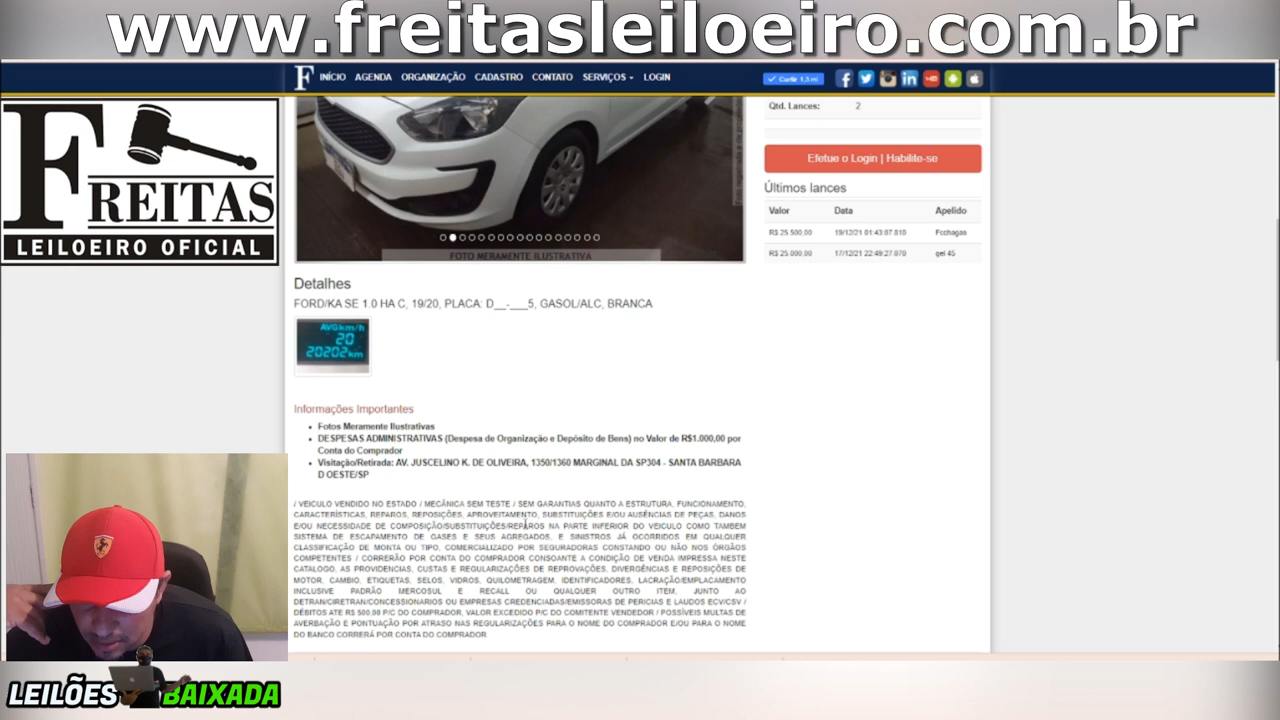 www.freitasleiloeiro.com.br
F INÍCIO AGENDA ORGANIZAÇÃO CADASTRO CONTATO SERVIÇOS LOGIN Curtir 1,3 mi
FREITAS
LEILOEIRO OFICIAL
Qtd. Lances: 2
Efetue o Login | Habilite-se
Últimos lances
Valor Data Apelido
R$ 25.500,00 19/12/21 01:43:07.810 Fcchagas
R$ 25.000,00 17/12/21 22:49:27.070 gel 45
FOTO MERAMENTE ILUSTRATIVA
Detalhes
FORD/KA SE 1.0 HA C, 19/20, PLACA: D__-___5, GASOL/ALC, BRANCA
AVG km/h
20
20202 km
Informações Importantes
Fotos Meramente Ilustrativas
DESPESAS ADMINISTRATIVAS (Despesa de Organização e Depósito de Bens) no Valor de R$1.000,00 por
Conta do Comprador
Visitação/Retirada: AV. JUSCELINO K. DE OLIVEIRA, 1350/1360 MARGINAL DA SP304 - SANTA BARBARA
D OESTE/SP
/ VEICULO VENDIDO NO ESTADO / MECÂNICA SEM TESTE / SEM GARANTIAS QUANTO A ESTRUTURA, FUNCIONAMENTO,
CARACTERÍSTICAS, REPAROS, REPOSIÇÕES, APROVEITAMENTO, SUBSTITUIÇÕES E/OU AUSÊNCIAS DE PEÇAS, DANOS
E/OU NECESSIDADE DE COMPOSIÇÃO/SUBSTITUIÇÕES/REPAROS NA PARTE INFERIOR DO VEICULO COMO TAMBEM
SISTEMA DE ESCAPAMENTO DE GASES E SEUS AGREGADOS, E SINISTROS JÁ OCORRIDOS EM QUALQUER
CLASSIFICAÇÃO DE MONTA OU TIPO, COMERCIALIZADO POR SEGURADORAS CONSTANDO OU NÃO NOS ÓRGÃOS
COMPETENTES / CORRERÃO POR CONTA DO COMPRADOR CONSOANTE A CONDIÇÃO DE VENDA IMPRESSA NESTE
CATALOGO, AS PROVIDENCIAS, CUSTAS E REGULARIZAÇÕES DE REPROVAÇÕES, DIVERGÊNCIAS E REPOSIÇÕES DE
MOTOR, CAMBIO, ETIQUETAS, SELOS, VIDROS, QUILOMETRAGEM, IDENTIFICADORES, LACRAÇÃO/EMPLACAMENTO
INCLUSIVE PADRÃO MERCOSUL E RECALL OU QUALQUER OUTRO ITEM, JUNTO AO
DETRAN/CIRETRAN/CONCESSIONARIOS OU EMPRESAS CREDENCIADAS/EMISSORAS DE PERICIAS E LAUDOS ECV/CSV /
DÉBITOS ATE R$ 500,00 P/C DO COMPRADOR, VALOR EXCEDIDO P/C DO COMITENTE VENDEDOR / POSSÍVEIS MULTAS DE
AVERBAÇÃO E PONTUAÇÃO POR ATRASO NAS REGULARIZAÇÕES PARA O NOME DO COMPRADOR E/OU PARA O NOME
DO BANCO CORRERÁ POR CONTA DO COMPRADOR
LEILÕES BAIXADA